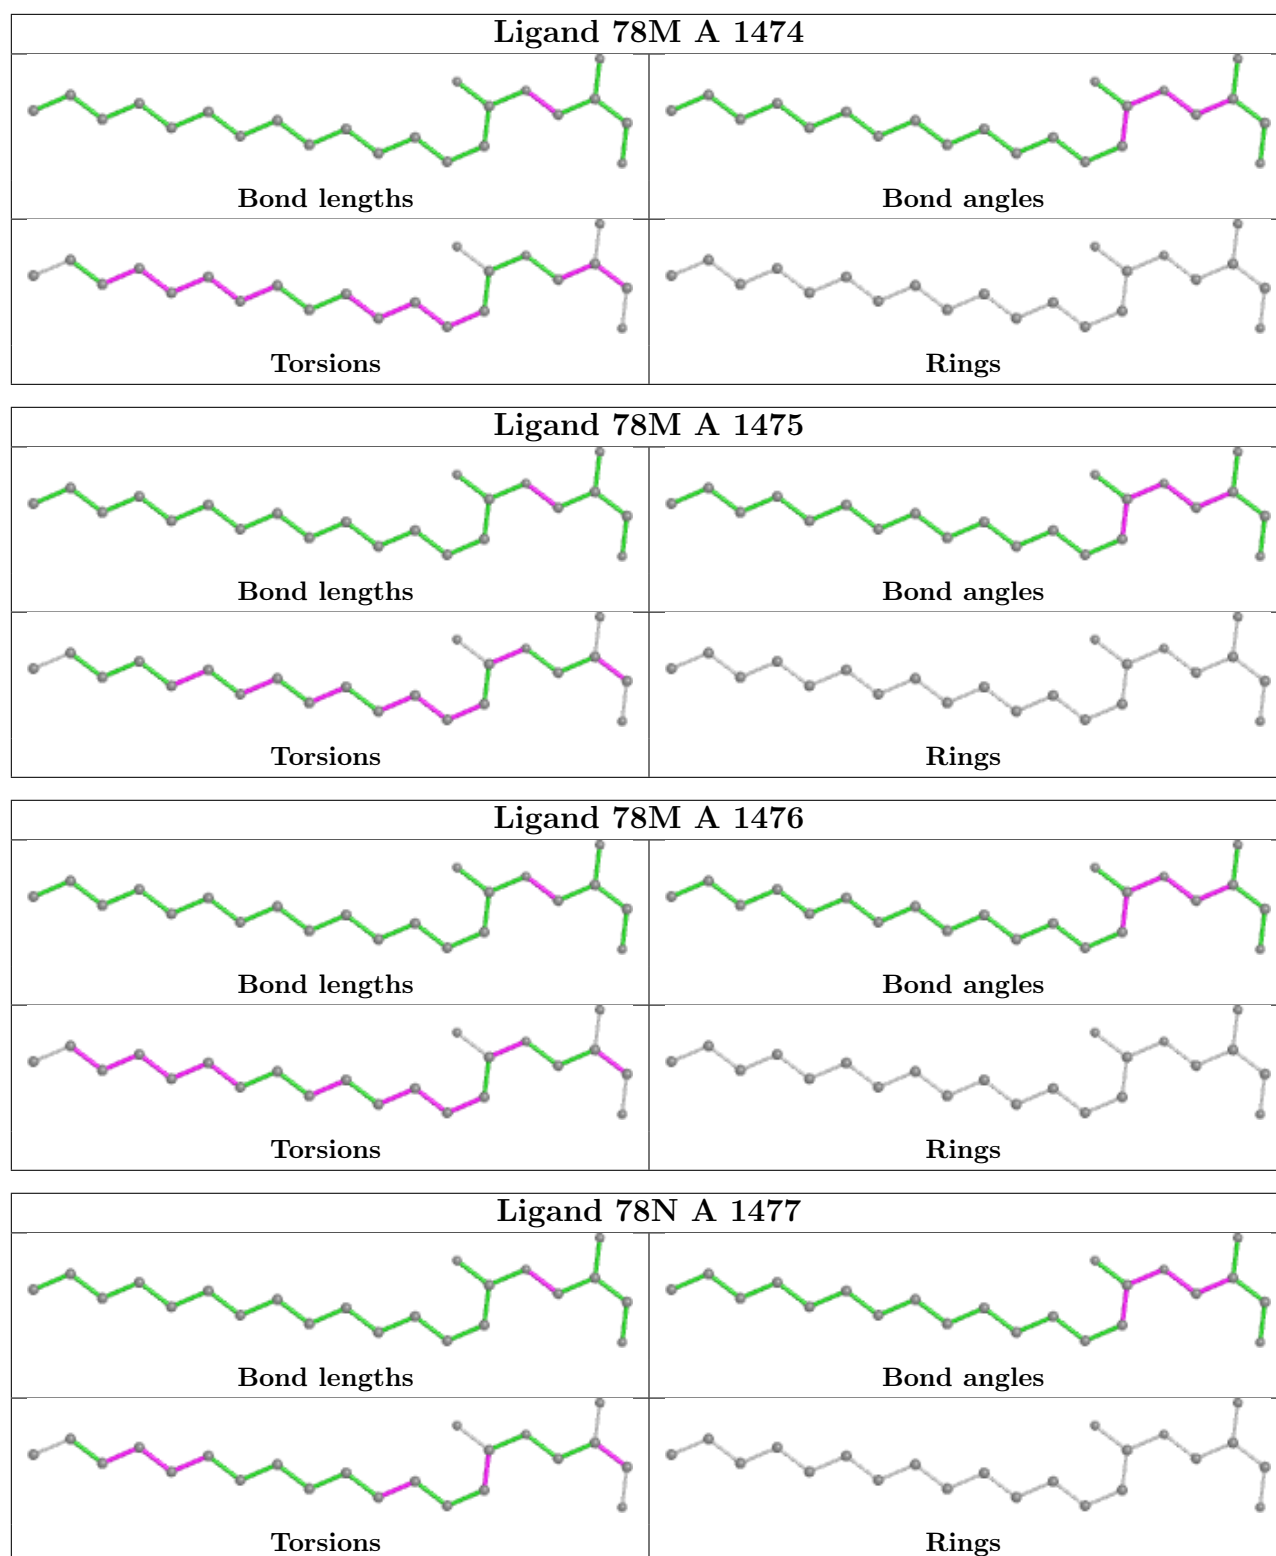 Ligand 78M A 1474
Bond lengths
Bond angles
Torsions
Rings
Ligand 78M A 1475
Bond lengths
Bond angles
Torsions
Rings
Ligand 78M A 1476
Bond lengths
Bond angles
Torsions
Rings
Ligand 78N A 1477
Bond lengths
Bond angles
Torsions
Rings